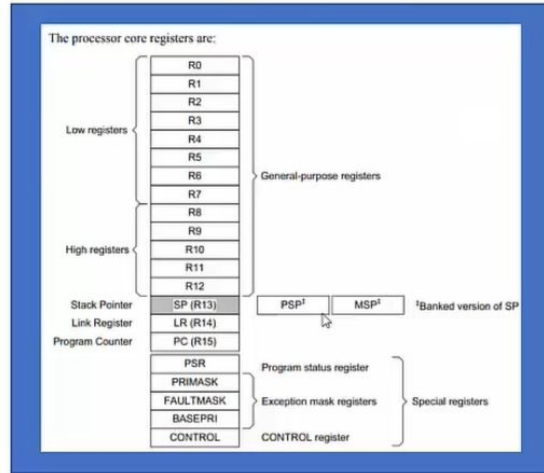 The processor core registers are:
R0
R1
R2
R3
Low registers
R4
R5
R6
General-purpose registers
R7
R8
R9
High registers
R10
R11
R12
Stack Pointer SP (R13) PSP‡ MSP‡ ‡Banked version of SP
Link Register LR (R14)
Program Counter PC (R15)
PSR Program status register
PRIMASK
FAULTMASK Exception mask registers Special registers
BASEPRI
CONTROL CONTROL register